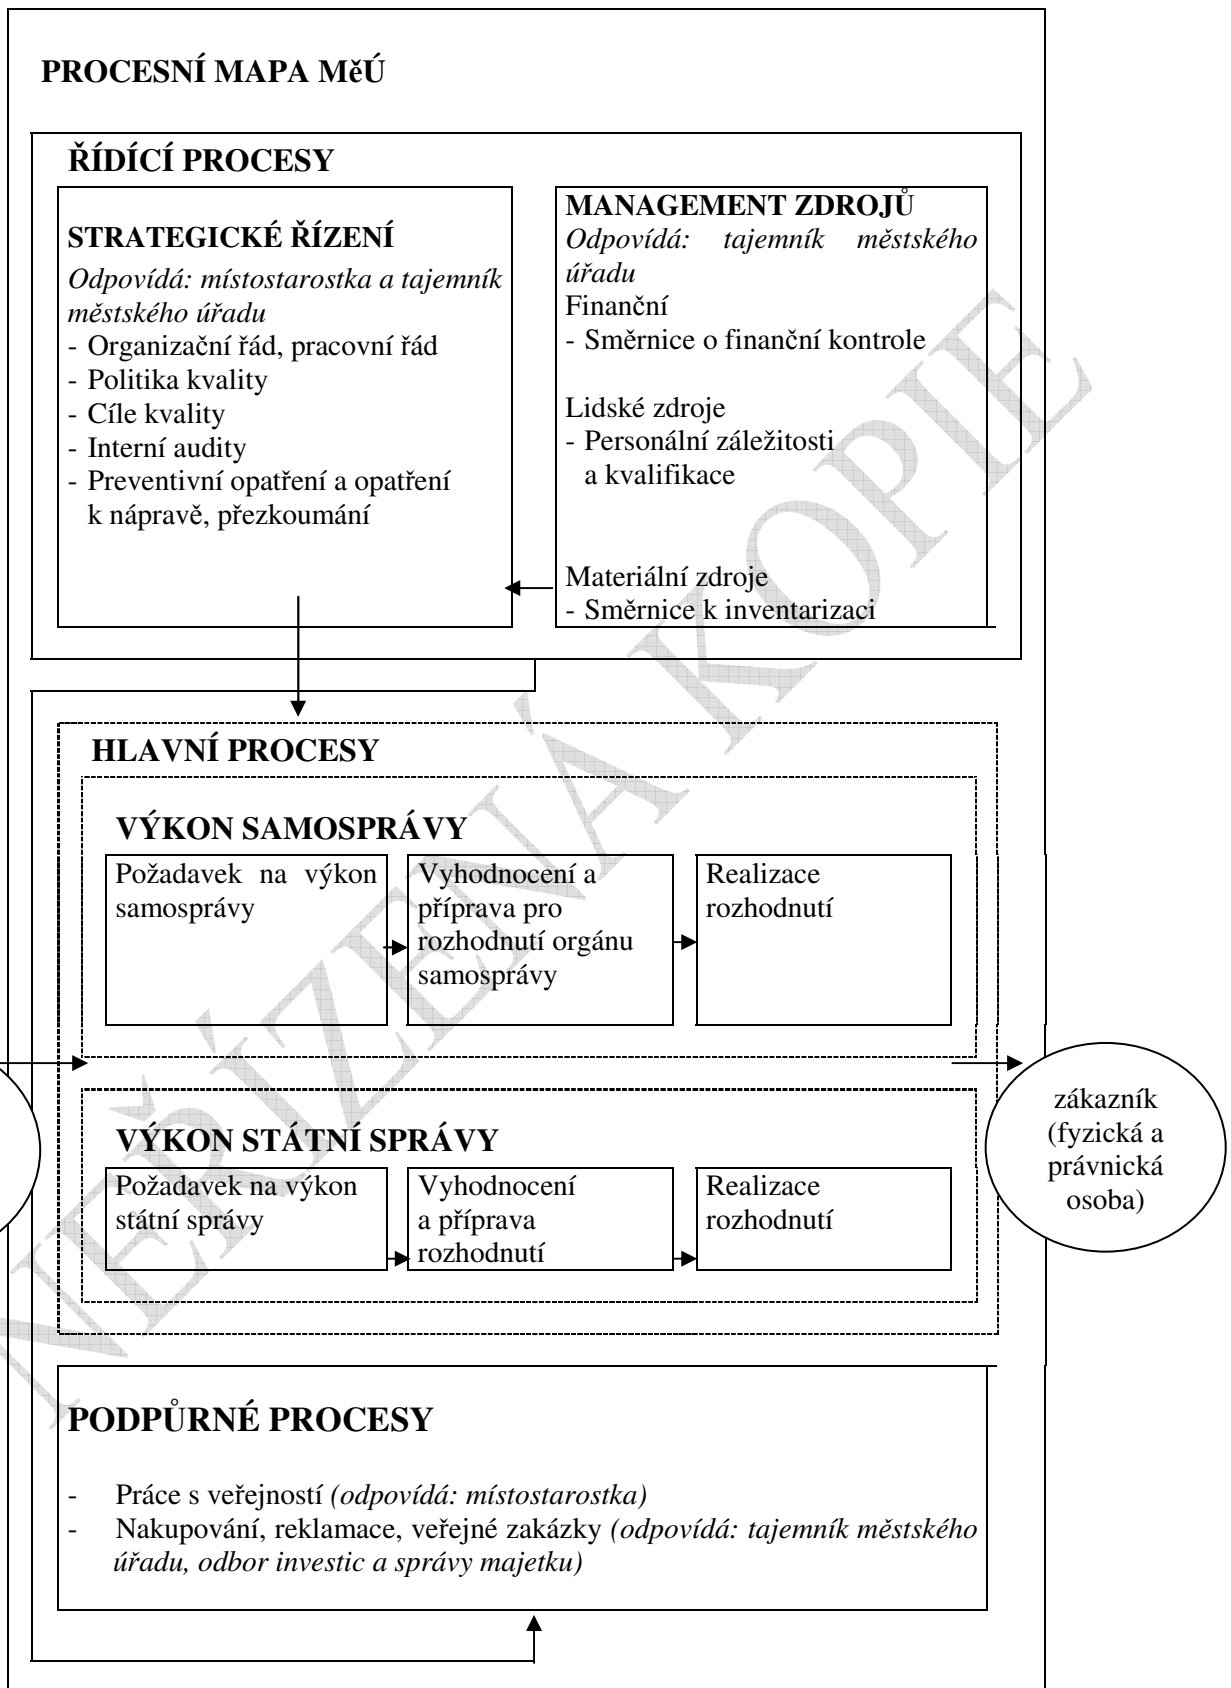 PROCESNÍ MAPA MěÚ
ŘÍDÍCÍ PROCESY
STRATEGICKÉ ŘÍZENÍ
Odpovídá: místostarostka a tajemník
městského úřadu
- Organizační řád, pracovní řád
- Politika kvality
- Cíle kvality
- Interní audity
- Preventivní opatření a opatření
k nápravě, přezkoumání
MANAGEMENT ZDROJŮ
Odpovídá: tajemník městského
úřadu
Finanční
- Směrnice o finanční kontrole
Lidské zdroje
- Personální záležitosti
a kvalifikace
Materiální zdroje
- Směrnice k inventarizaci
HLAVNÍ PROCESY
VÝKON SAMOSPRÁVY
Požadavek na výkon
samosprávy
Vyhodnocení a
příprava pro
rozhodnutí orgánu
samosprávy
Realizace
rozhodnutí
VÝKON STÁTNÍ SPRÁVY
Požadavek na výkon
státní správy
Vyhodnocení
a příprava
rozhodnutí
Realizace
rozhodnutí
zákazník
(fyzická a
právnická
osoba)
PODPŮRNÉ PROCESY
- Práce s veřejností (odpovídá: místostarostka)
- Nakupování, reklamace, veřejné zakázky (odpovídá: tajemník městského
úřadu, odbor investic a správy majetku)
NEŘÍZENÁ KOPIE